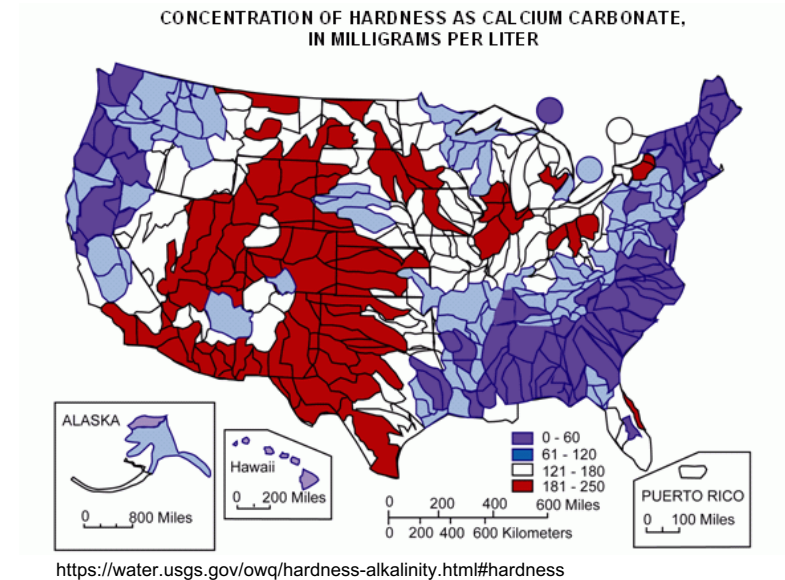 CONCENTRATION OF HARDNESS AS CALCIUM CARBONATE,
IN MILLIGRAMS PER LITER
ALASKA
0 800 Miles
Hawaii
0 200 Miles
0 - 60
61 - 120
121 - 180
181 - 250
0 200 400 600 Miles
0 200 400 600 Kilometers
PUERTO RICO
0 100 Miles
https://water.usgs.gov/owq/hardness-alkalinity.html#hardness